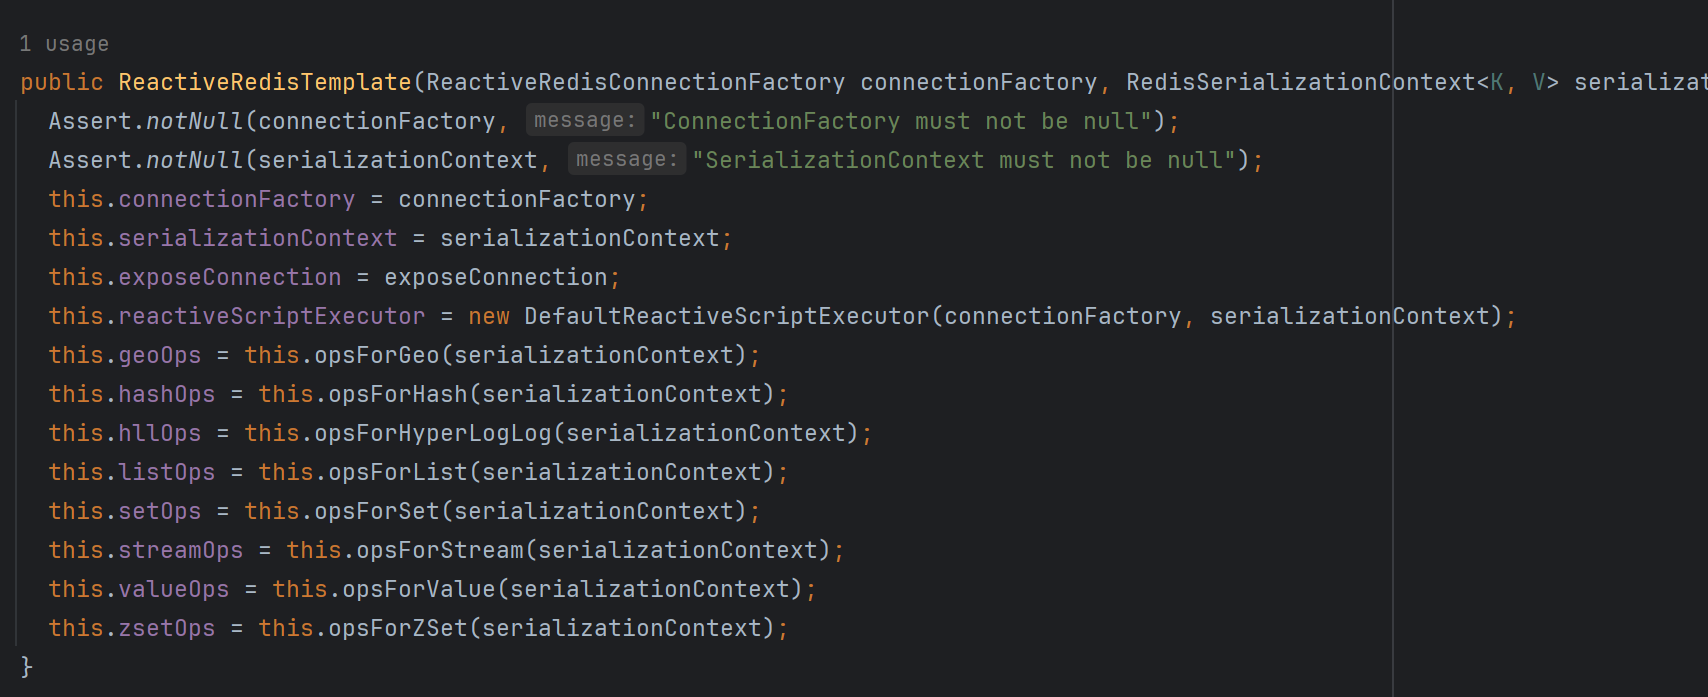 1 usage
public ReactiveRedisTemplate(ReactiveRedisConnectionFactory connectionFactory, RedisSerializationContext<K, V> serializat
Assert.notNull(connectionFactory, message: "ConnectionFactory must not be null");
Assert.notNull(serializationContext, message: "SerializationContext must not be null");
this.connectionFactory = connectionFactory;
this.serializationContext = serializationContext;
this.exposeConnection = exposeConnection;
this.reactiveScriptExecutor = new DefaultReactiveScriptExecutor(connectionFactory, serializationContext);
this.geoOps = this.opsForGeo(serializationContext);
this.hashOps = this.opsForHash(serializationContext);
this.hllOps = this.opsForHyperLogLog(serializationContext);
this.listOps = this.opsForList(serializationContext);
this.setOps = this.opsForSet(serializationContext);
this.streamOps = this.opsForStream(serializationContext);
this.valueOps = this.opsForValue(serializationContext);
this.zsetOps = this.opsForZSet(serializationContext);
}